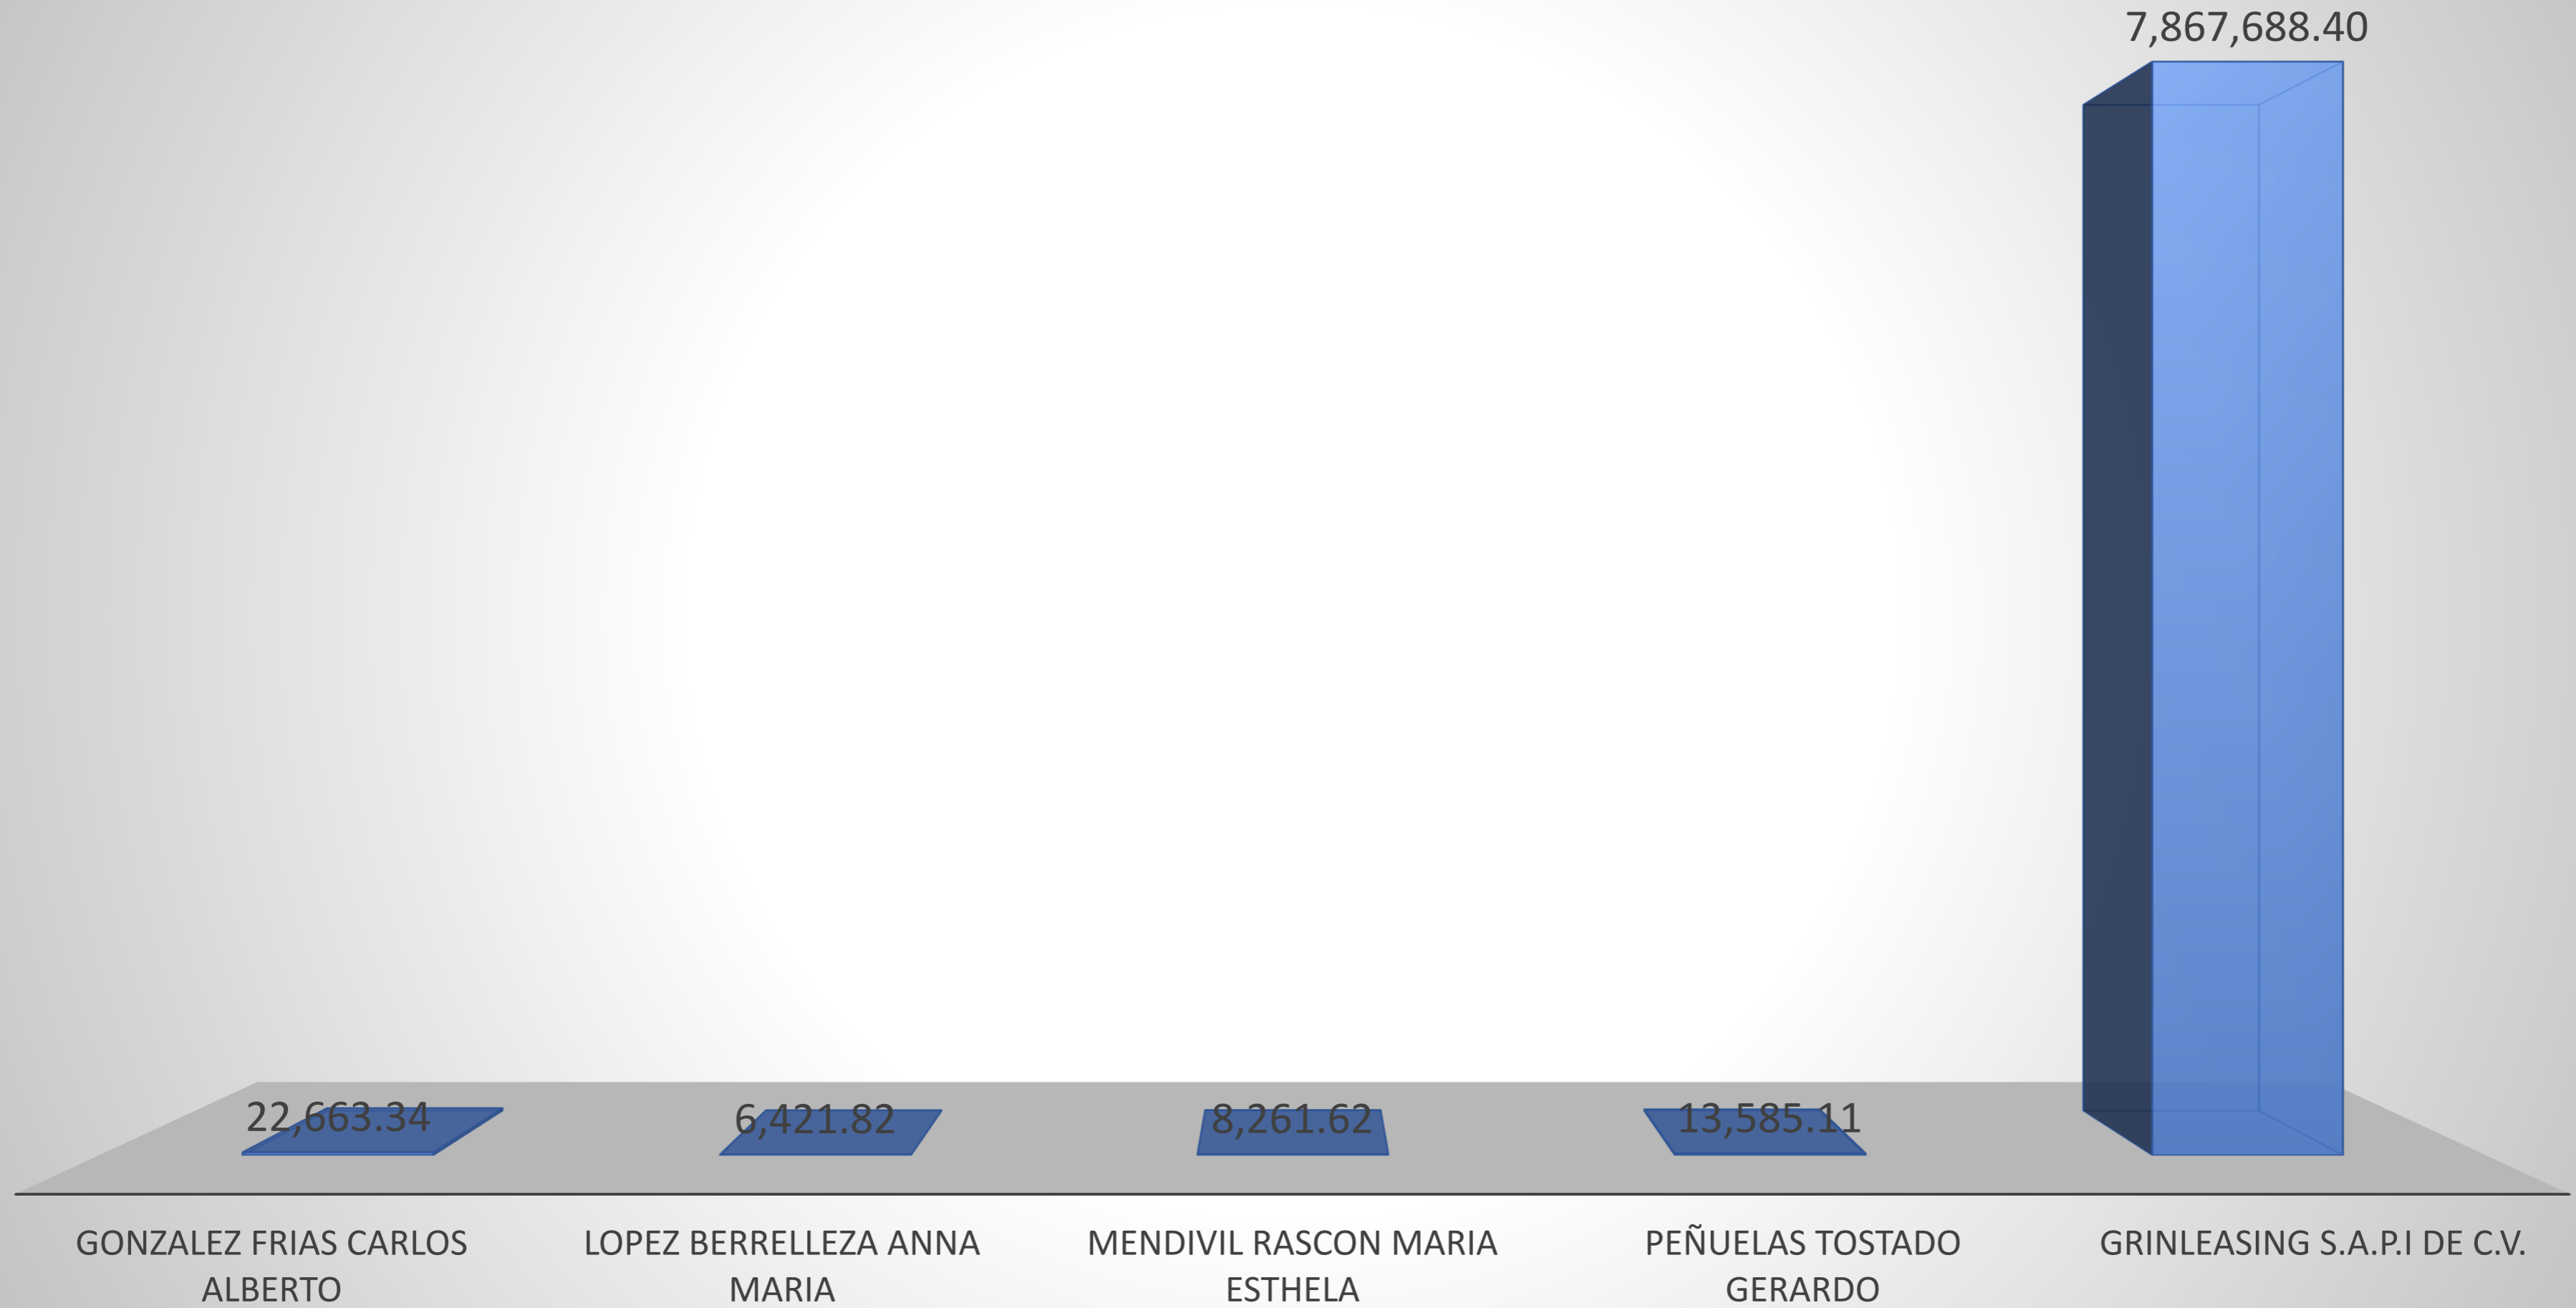 7,867,688.40
22,663.34
6,421.82
8,261.62
13,585.11
GONZALEZ FRIAS CARLOS
ALBERTO
LOPEZ BERRELLEZA ANNA
MARIA
MENDIVIL RASCON MARIA
ESTHELA
PEÑUELAS TOSTADO
GERARDO
GRINLEASING S.A.P.I DE C.V.